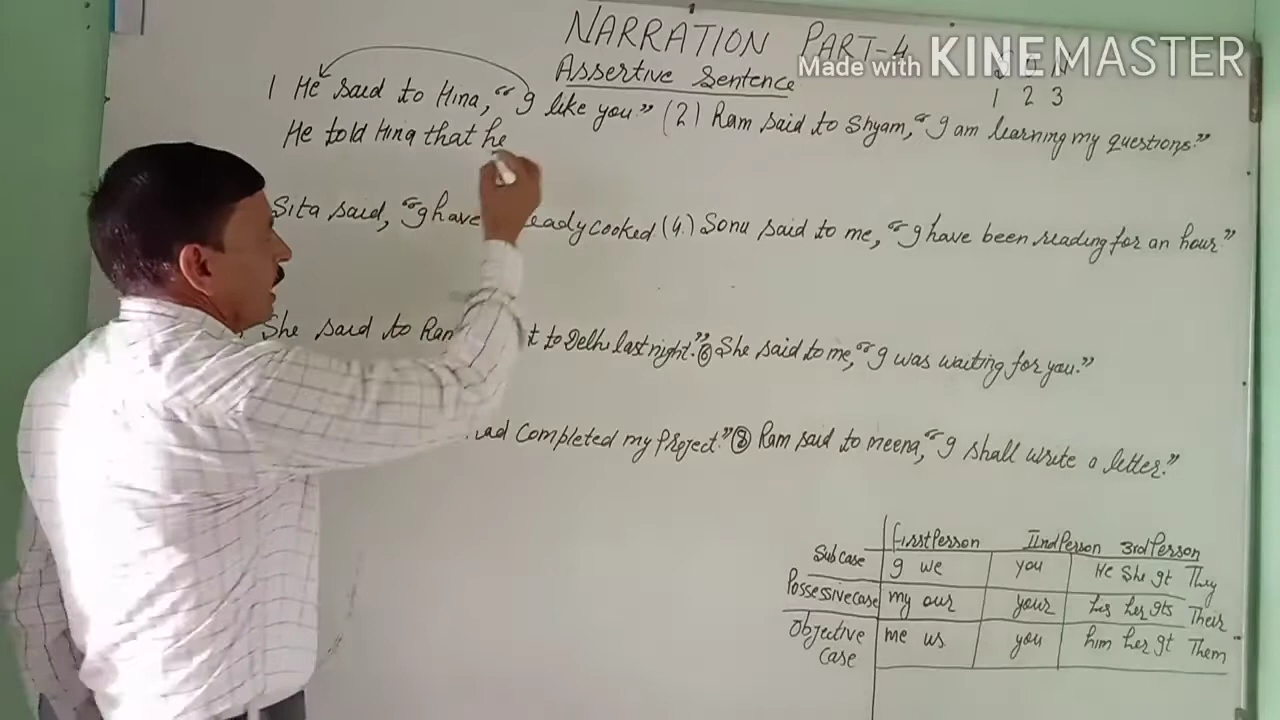 NARRATION PART-4
Made with KINEMASTER
Assertive Sentence
1 2 3
1 He said to Hina, "I like you." (2) Ram said to Shyam, "I am learning my questions."
He told Hina that he
Sita said, "I have cooked (4.) Sonu said to me, "I have been reading for an hour"
She said to to Delhi last night." ⑥ She said to me, "I was waiting for you."
Completed my Project." ⑧ Ram said to meena, "I shall write a letter."
First Person IInd Person 3rd Person
Sub case I we you He She It They
Possessive case my our your his her Its Their
Objective case me us you him her It Them